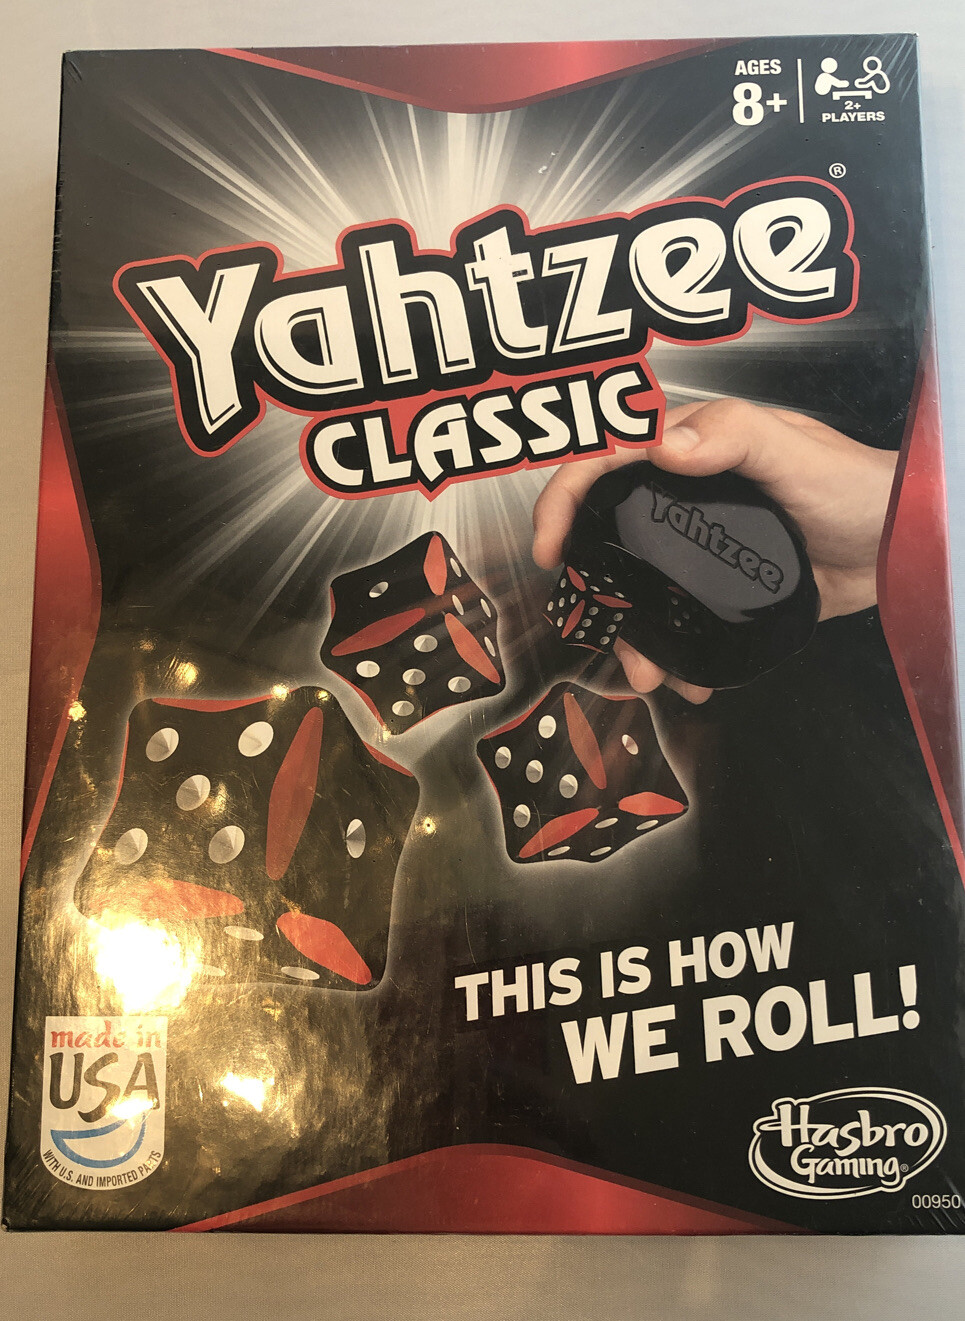 AGES
8+
2+
PLAYERS
Yahtzee®
CLASSIC
Yahtzee
THIS IS HOW
WE ROLL!
made in
USA
WITH U.S. AND IMPORTED PARTS
Hasbro
Gaming®
00950